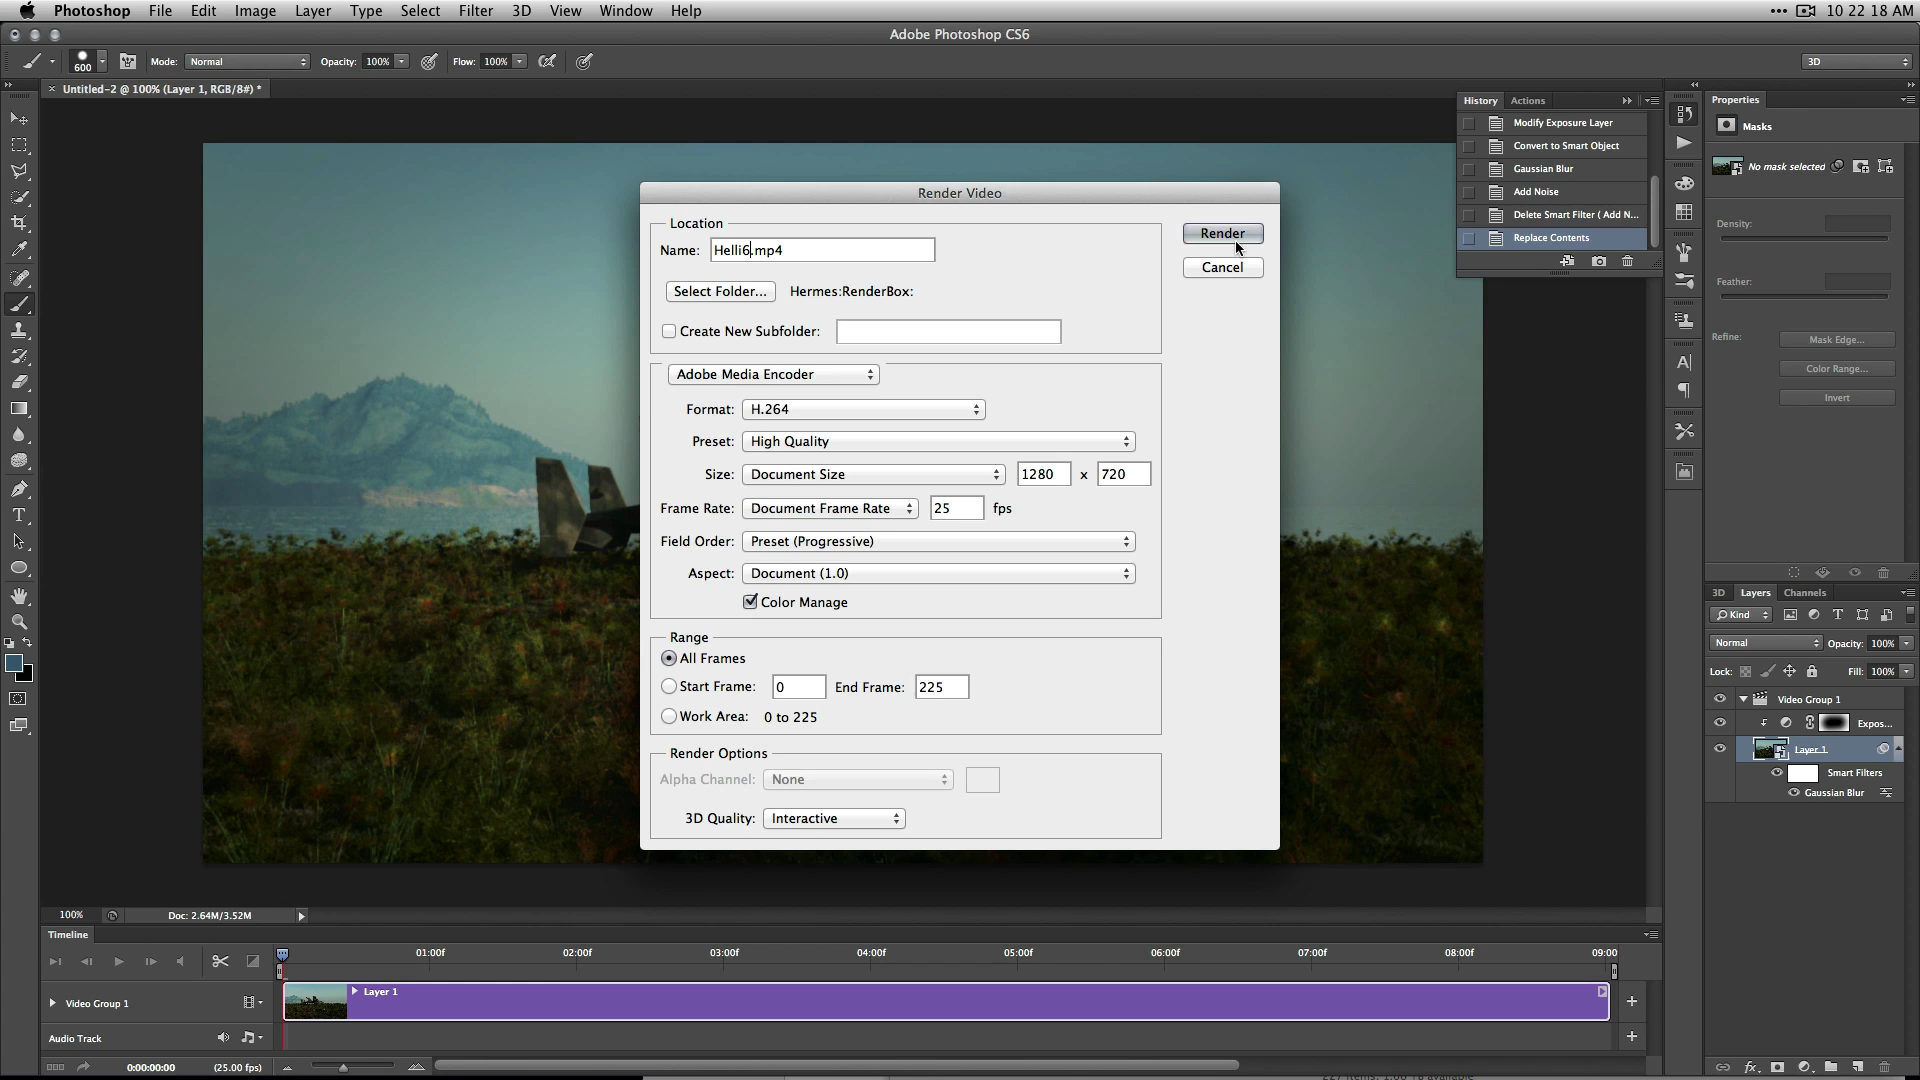 Photoshop File Edit Image Layer Type Select Filter 3D View Window Help
10 22 18 AM
Adobe Photoshop CS6
600 Mode: Normal Opacity: 100% Flow: 100% 3D
Untitled-2 @ 100% (Layer 1, RGB/8#) *
History Actions
Modify Exposure Layer
Convert to Smart Object
Gaussian Blur
Add Noise
Delete Smart Filter ( Add N...
Replace Contents
Properties
Masks
No mask selected
Density:
Feather:
Refine: Mask Edge...
Color Range...
Invert
Render Video
Location
Name: Helli6.mp4
Select Folder... Hermes:RenderBox:
Create New Subfolder:
Render
Cancel
Adobe Media Encoder
Format: H.264
Preset: High Quality
Size: Document Size 1280 x 720
Frame Rate: Document Frame Rate 25 fps
Field Order: Preset (Progressive)
Aspect: Document (1.0)
Color Manage
Range
All Frames
Start Frame: 0 End Frame: 225
Work Area: 0 to 225
Render Options
Alpha Channel: None
3D Quality: Interactive
3D Layers Channels
Kind
Normal Opacity: 100%
Lock: Fill: 100%
Video Group 1
Expos...
Layer 1
Smart Filters
Gaussian Blur
100% Doc: 2.64M/3.52M
Timeline
01:00f 02:00f 03:00f 04:00f 05:00f 06:00f 07:00f 08:00f 09:00
Video Group 1
Layer 1
Audio Track
0:00:00:00 (25.00 fps)